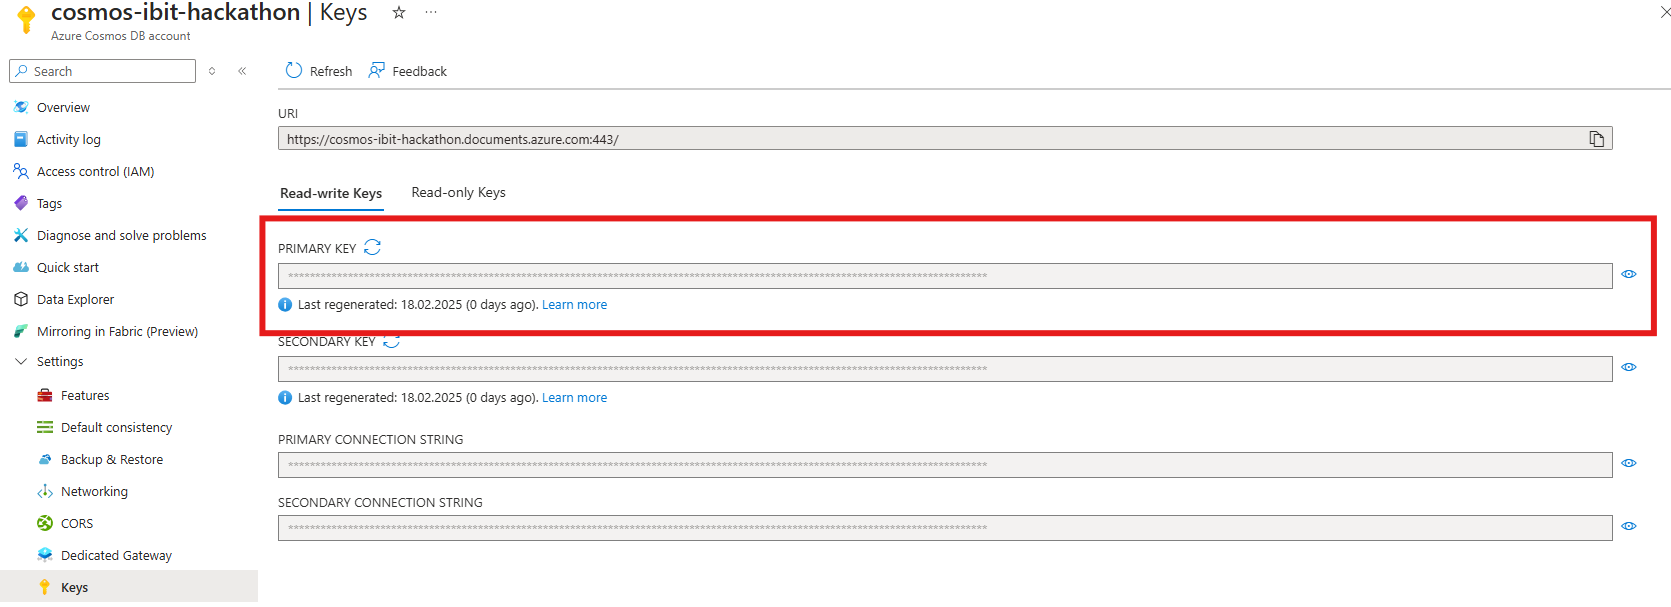 cosmos-ibit-hackathon | Keys
Azure Cosmos DB account
Search
Refresh
Feedback
Overview
Activity log
Access control (IAM)
Tags
Diagnose and solve problems
Quick start
Data Explorer
Mirroring in Fabric (Preview)
Settings
Features
Default consistency
Backup & Restore
Networking
CORS
Dedicated Gateway
Keys
URI
https://cosmos-ibit-hackathon.documents.azure.com:443/
Read-write Keys
Read-only Keys
PRIMARY KEY
Last regenerated: 18.02.2025 (0 days ago). Learn more
SECONDARY KEY
Last regenerated: 18.02.2025 (0 days ago). Learn more
PRIMARY CONNECTION STRING
SECONDARY CONNECTION STRING